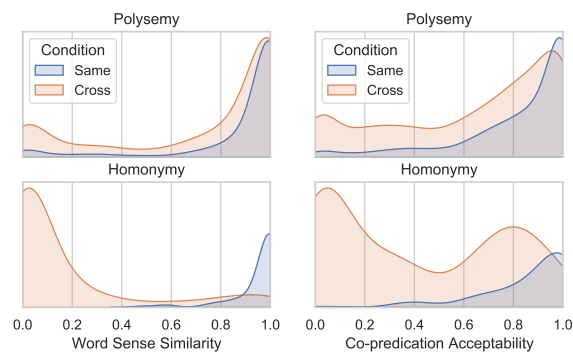 Polysemy
Condition
Same
Cross
Polysemy
Condition
Same
Cross
Homonymy
0.0 0.2 0.4 0.6 0.8 1.0
Word Sense Similarity
Homonymy
0.0 0.2 0.4 0.6 0.8 1.0
Co-predication Acceptability